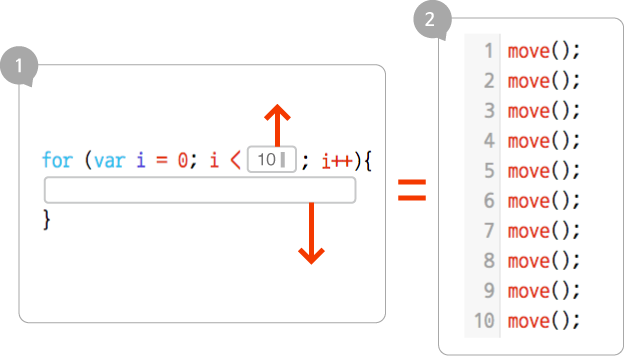 1
for (var i = 0; i < 10 ; i++){
}
=
2
1 move();
2 move();
3 move();
4 move();
5 move();
6 move();
7 move();
8 move();
9 move();
10 move();